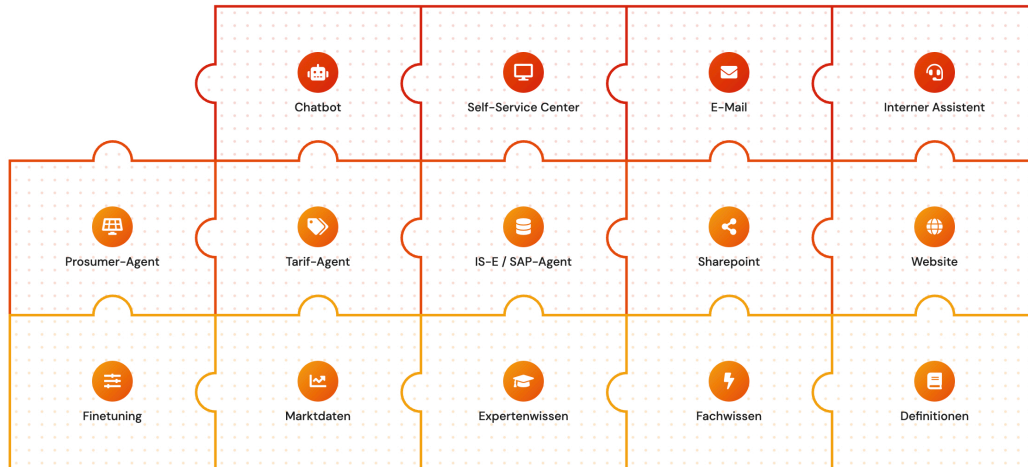 Chatbot
Self-Service Center
E-Mail
Interner Assistent
Prosumer-Agent
Tarif-Agent
IS-E / SAP-Agent
Sharepoint
Website
Finetuning
Marktdaten
Expertenwissen
Fachwissen
Definitionen